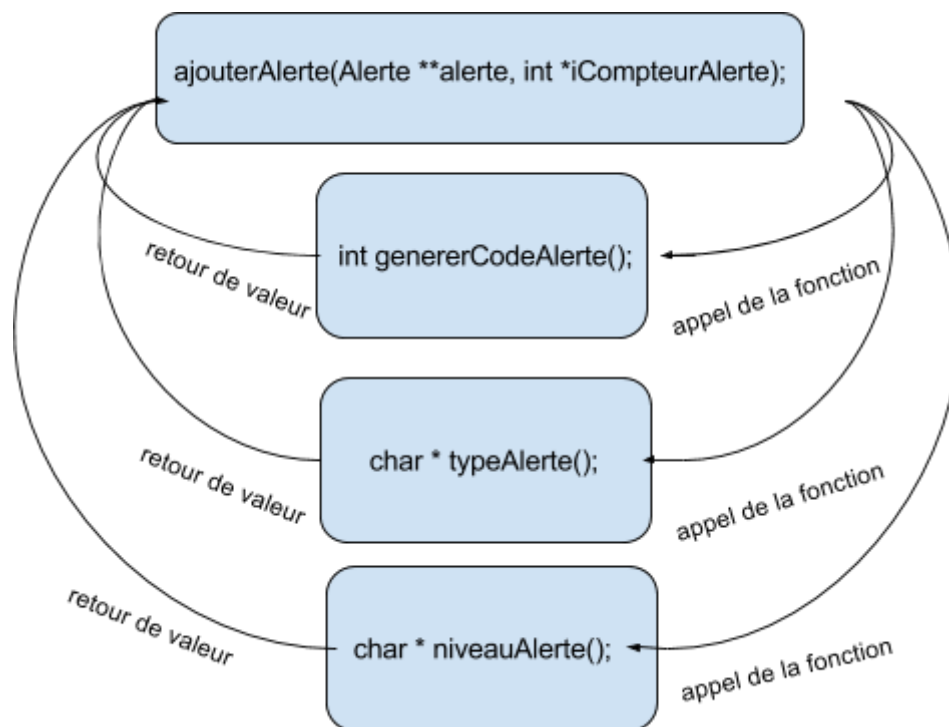 ajouterAlerte(Alerte **alerte, int *iCompteurAlerte);
int genererCodeAlerte();
retour de valeur
appel de la fonction
char * typeAlerte();
retour de valeur
appel de la fonction
char * niveauAlerte();
retour de valeur
appel de la fonction